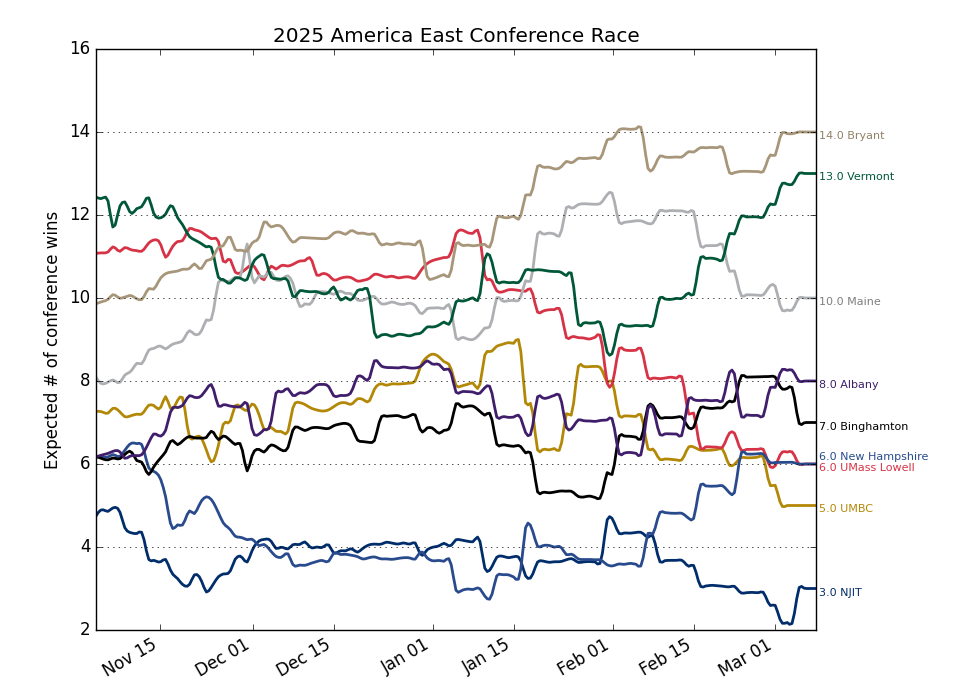 2025 America East Conference Race
Expected # of conference wins
16
14
12
10
8
6
4
2
14.0 Bryant
13.0 Vermont
10.0 Maine
8.0 Albany
7.0 Binghamton
6.0 New Hampshire
6.0 UMass Lowell
5.0 UMBC
3.0 NJIT
Nov 15
Dec 01
Dec 15
Jan 01
Jan 15
Feb 01
Feb 15
Mar 01